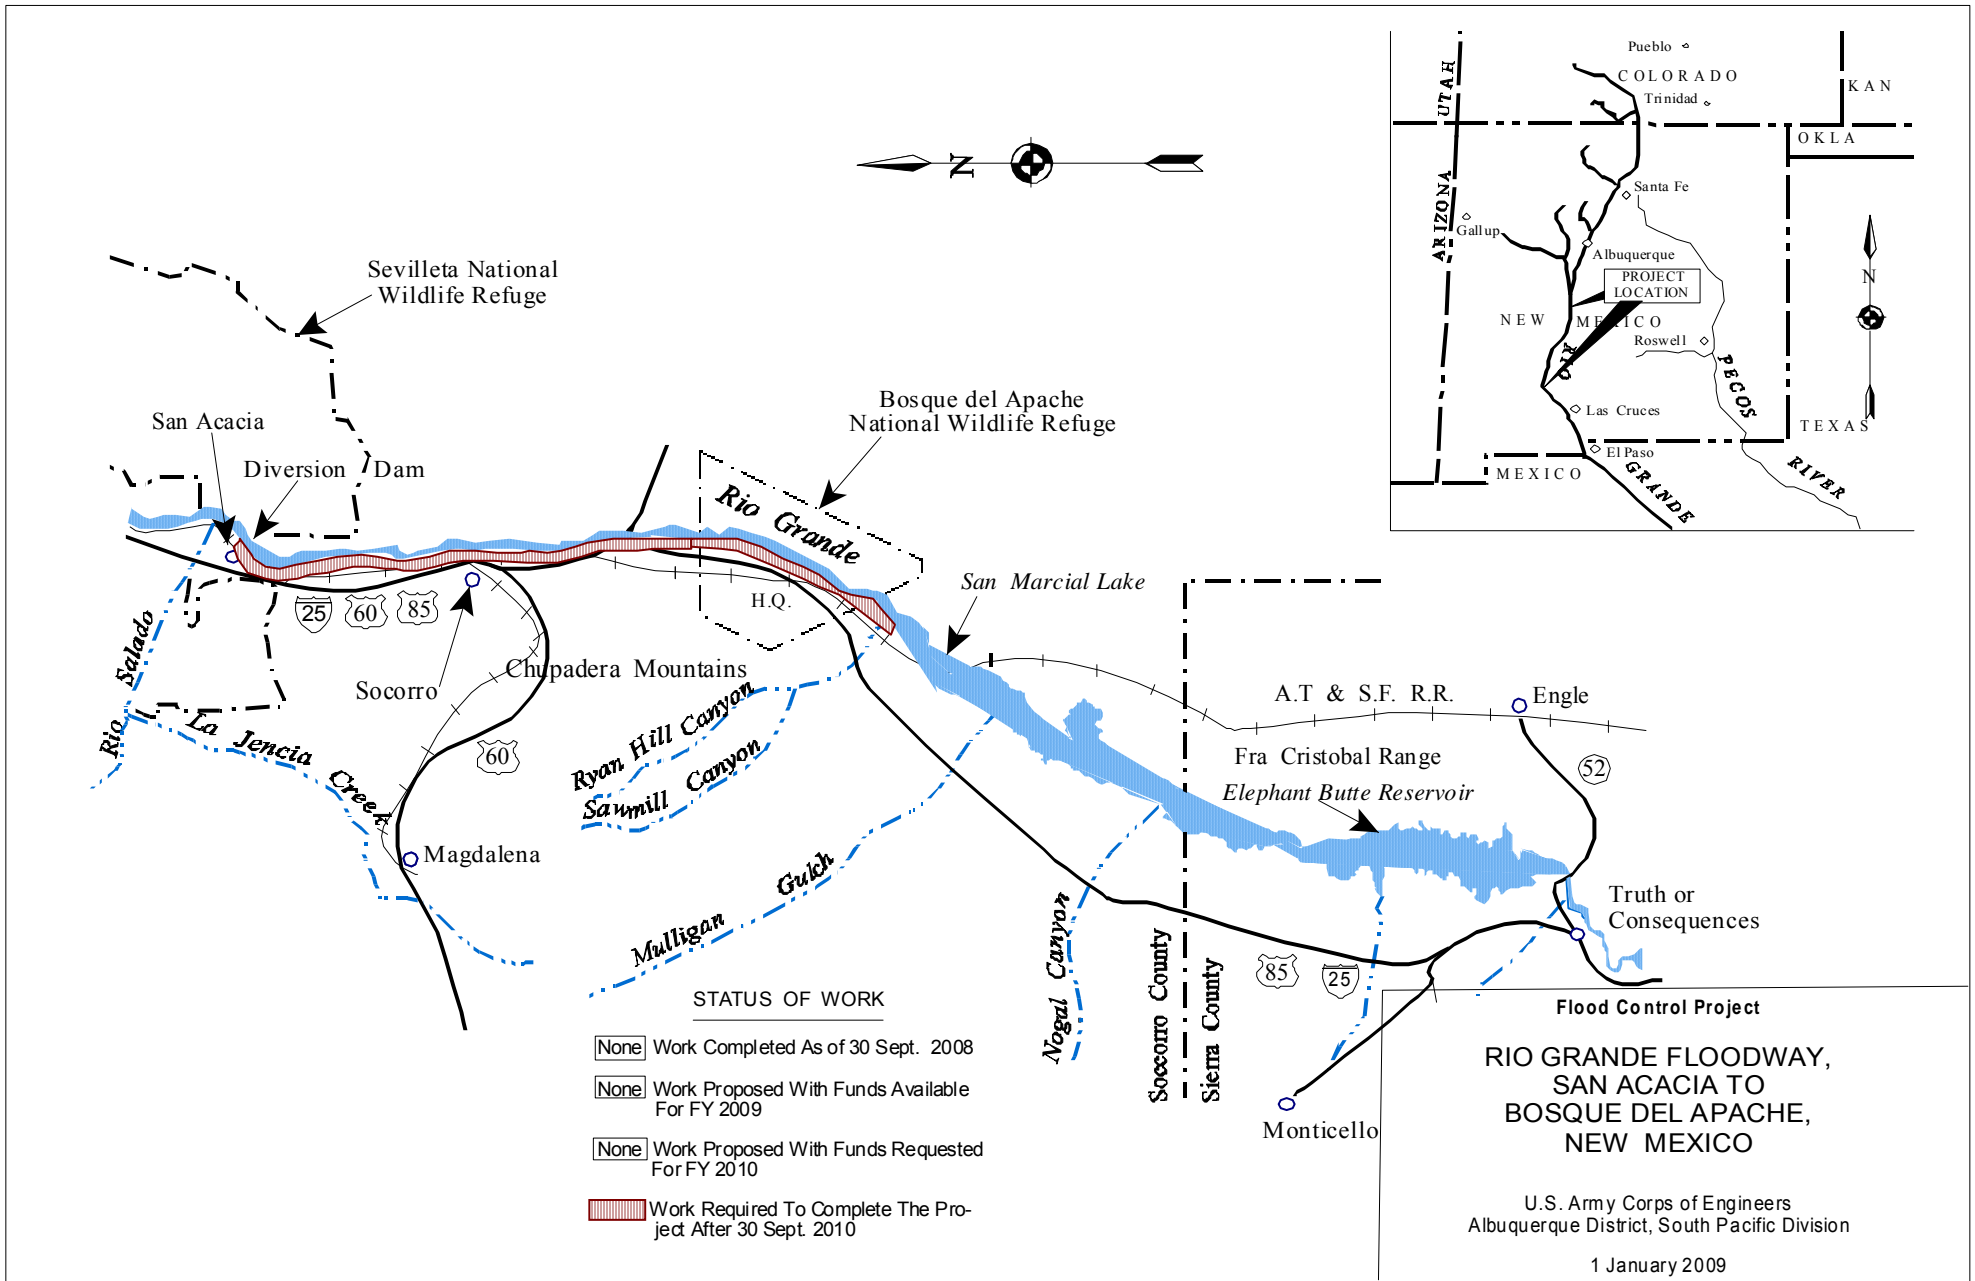 Pueblo
COLORADO
Trinidad
UTAH
KAN
OKLA
ARIZONA
Santa Fe
Gallup
Albuquerque
PROJECT
LOCATION
N
NEW MEXICO
Roswell
RIO
PECOS
Las Cruces
TEXAS
El Paso
MEXICO
GRANDE
RIVER
N
Sevilleta National
Wildlife Refuge
San Acacia
Diversion Dam
Bosque del Apache
National Wildlife Refuge
Rio Grande
San Marcial Lake
H.Q.
25
60
85
Rio Salado
Socorro
Chupadera Mountains
La Jencia Creek
60
Ryan Hill Canyon
Sawmill Canyon
Magdalena
Mulligan Gulch
Nogal Canyon
A.T & S.F. R.R.
Engle
Fra Cristobal Range
52
Elephant Butte Reservoir
Truth or
Consequences
Soccorro County
Sierra County
85
25
Monticello
STATUS OF WORK
None Work Completed As of 30 Sept. 2008
None Work Proposed With Funds Available
For FY 2009
None Work Proposed With Funds Requested
For FY 2010
Work Required To Complete The Pro-
ject After 30 Sept. 2010
Flood Control Project
RIO GRANDE FLOODWAY,
SAN ACACIA TO
BOSQUE DEL APACHE,
NEW MEXICO
U.S. Army Corps of Engineers
Albuquerque District, South Pacific Division
1 January 2009